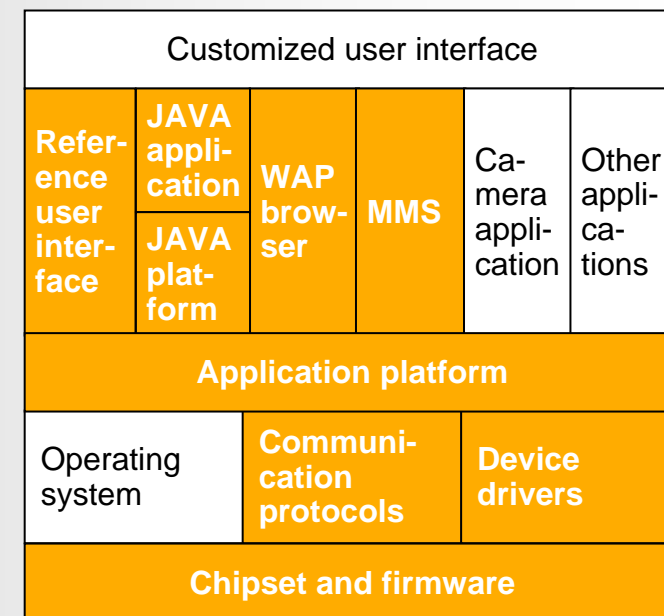 Customized user interface
Refer-
ence
user
inter-
face
JAVA
appli-
cation
JAVA
plat-
form
WAP
brow-
ser
MMS
Ca-
mera
appli-
cation
Other
appli-
ca-
tions
Application platform
Operating
system
Communi-
cation
protocols
Device
drivers
Chipset and firmware